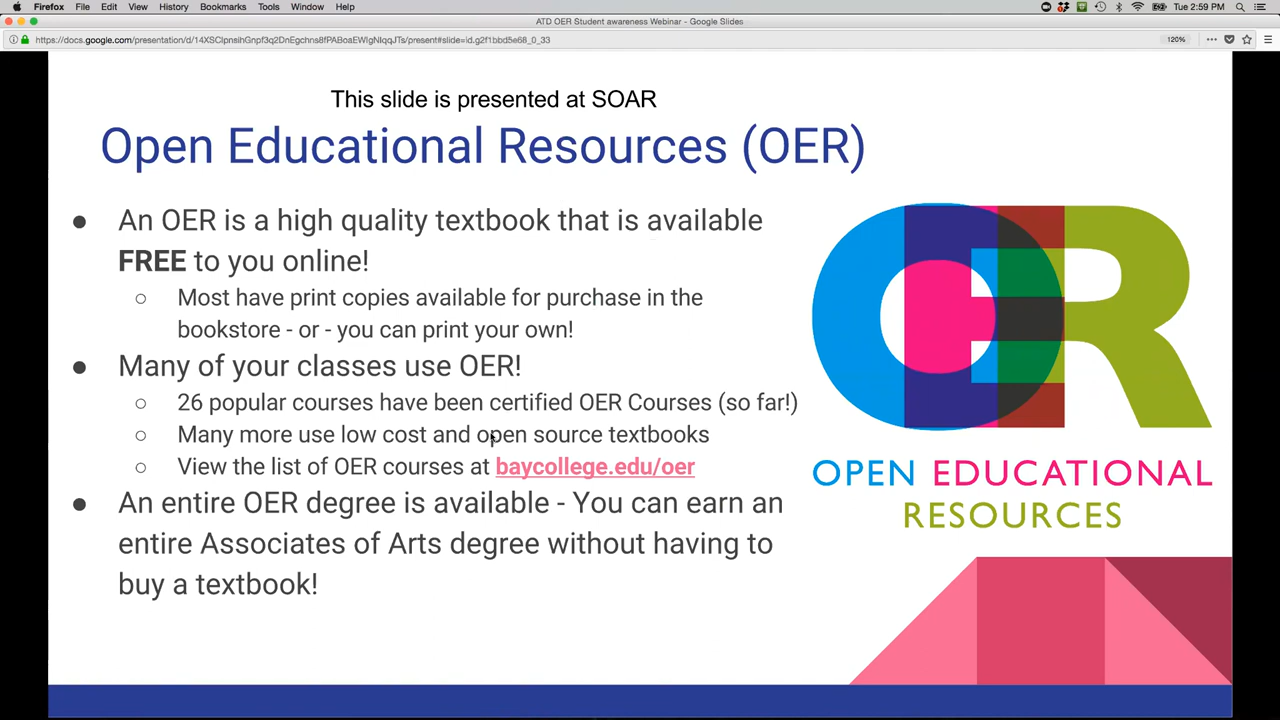 Firefox File Edit View History Bookmarks Tools Window Help Tue 2:59 PM
ATD OER Student awareness Webinar - Google Slides
https://docs.google.com/presentation/d/14XSClpnsihGnpf3q2DnEgchns8fPABoaEWlgNlqqJTs/present#slide=id.g2f1bbd5e68_0_33 120%
This slide is presented at SOAR
Open Educational Resources (OER)
● An OER is a high quality textbook that is available
FREE to you online!
○ Most have print copies available for purchase in the
bookstore - or - you can print your own!
● Many of your classes use OER!
○ 26 popular courses have been certified OER Courses (so far!)
○ Many more use low cost and open source textbooks
○ View the list of OER courses at baycollege.edu/oer
● An entire OER degree is available - You can earn an
entire Associates of Arts degree without having to
buy a textbook!
OER
OPEN EDUCATIONAL
RESOURCES